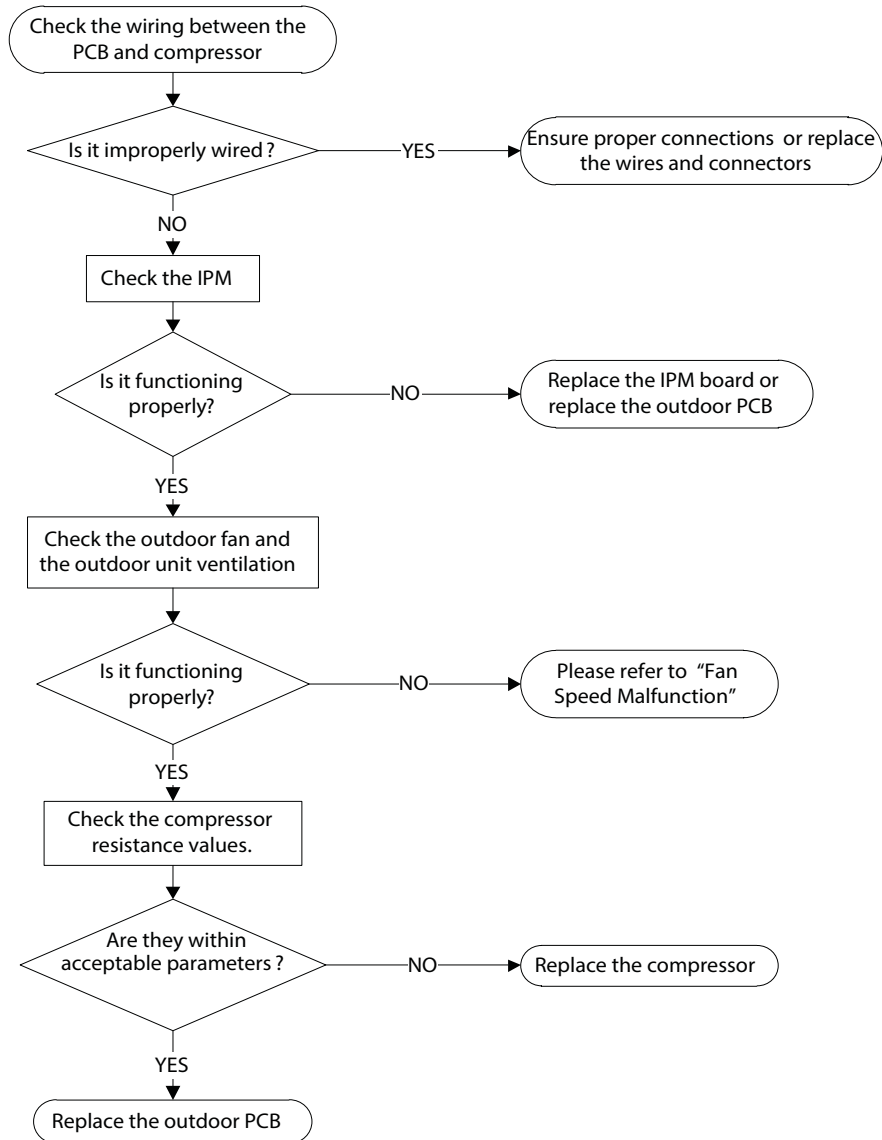 Check the wiring between the
PCB and compressor
Is it improperly wired ?
YES
Ensure proper connections or replace
the wires and connectors
NO
Check the IPM
Is it functioning
properly?
NO
Replace the IPM board or
replace the outdoor PCB
YES
Check the outdoor fan and
the outdoor unit ventilation
Is it functioning
properly?
NO
Please refer to “Fan
Speed Malfunction”
YES
Check the compressor
resistance values.
Are they within
acceptable parameters ?
NO
Replace the compressor
YES
Replace the outdoor PCB